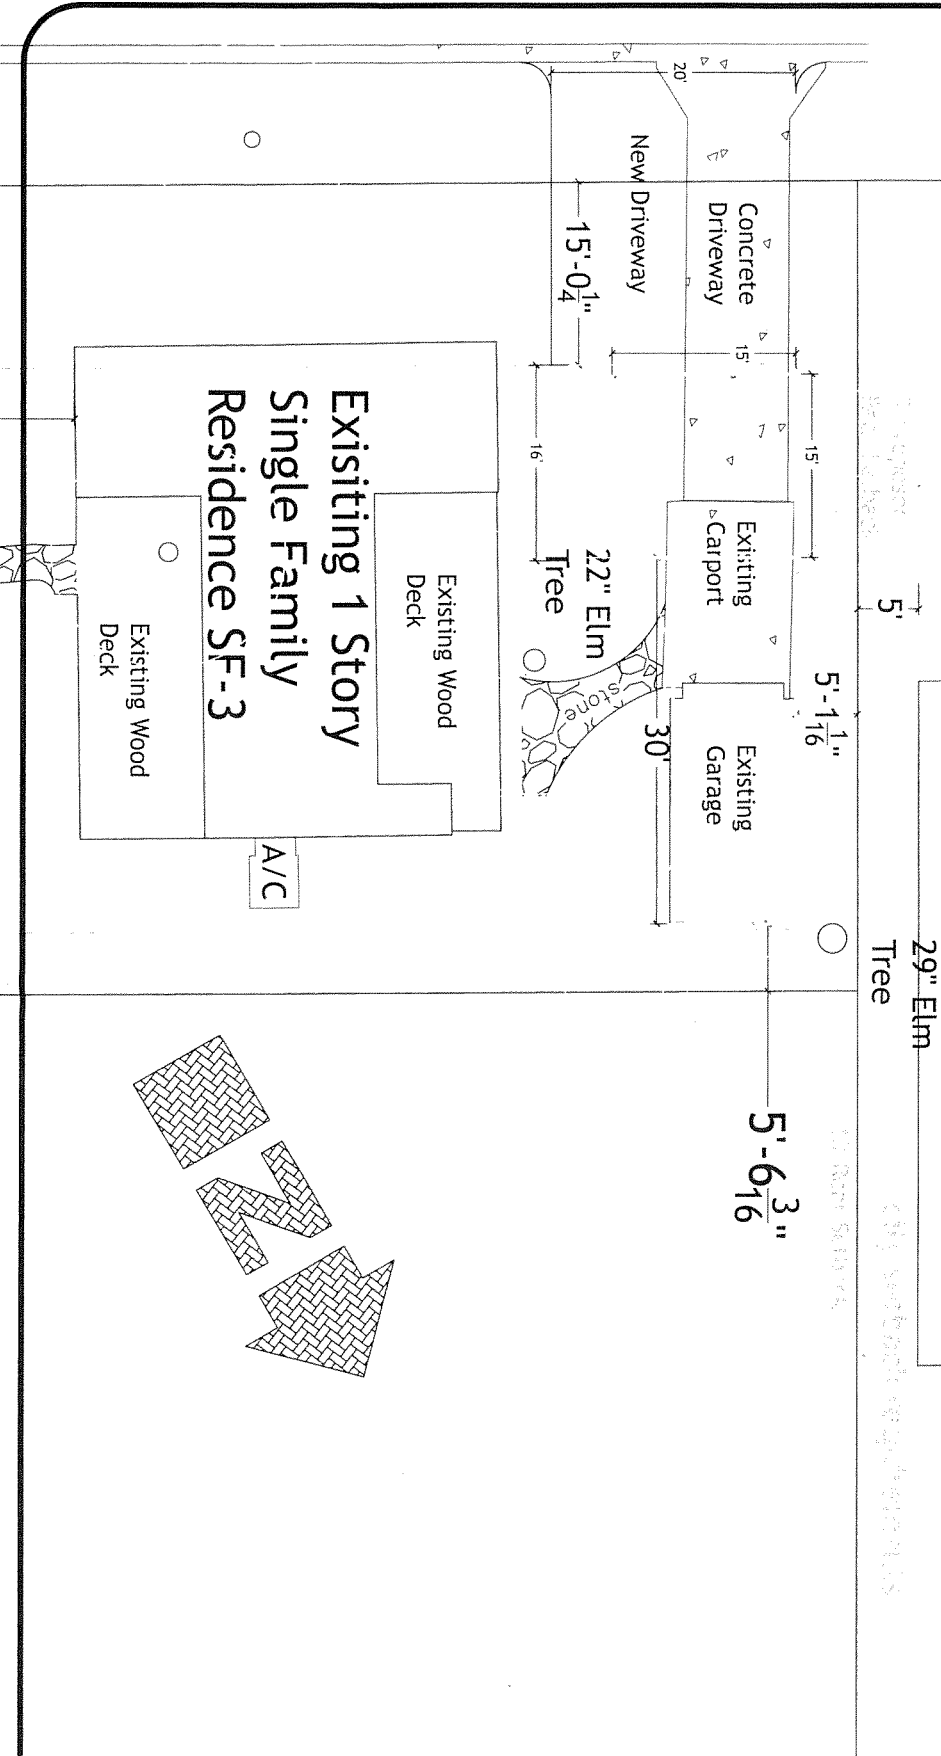 20'
New Driveway
Concrete
Driveway
15'-0 1/4"
15'
15'
16'
Exisiting 1 Story
Single Family
Residence SF-3
Existing Wood
Deck
Existing Wood
Deck
A/C
22" Elm
Tree
stone
Existing
Carport
5'
5'-1 1/16"
30'
Existing
Garage
29" Elm
Tree
5'-6 3/16"
N